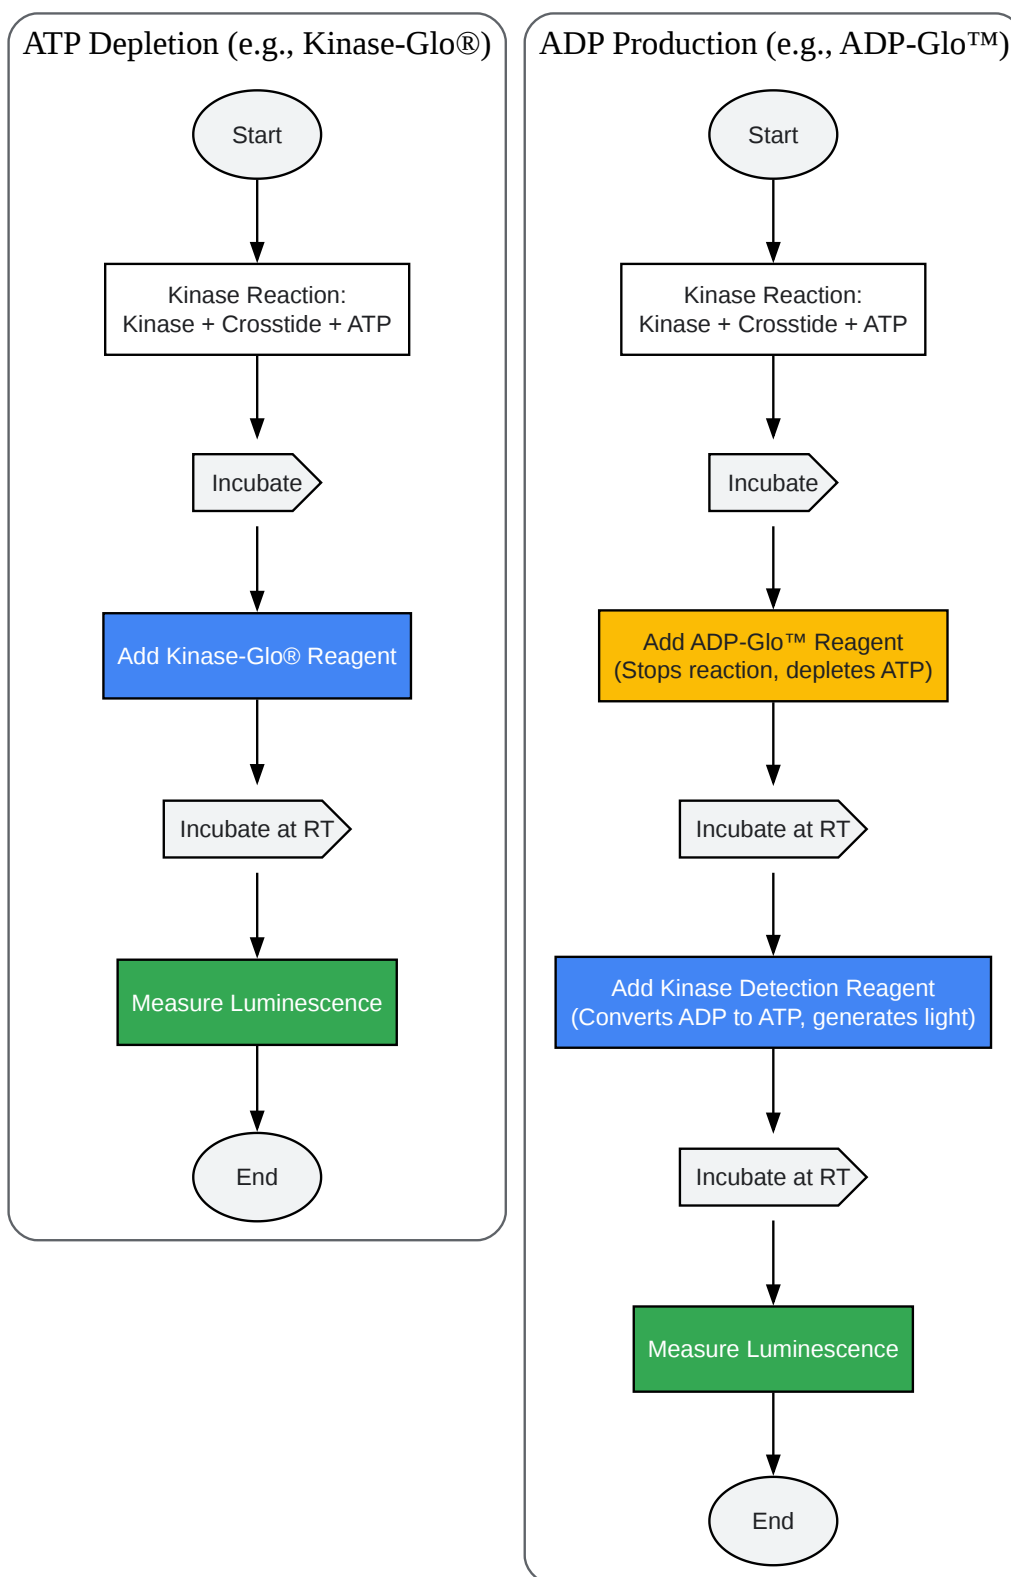 ATP Depletion (e.g., Kinase-Glo®)
Start
Kinase Reaction:
Kinase + Crosstide + ATP
Incubate
Add Kinase-Glo® Reagent
Incubate at RT
Measure Luminescence
End
ADP Production (e.g., ADP-Glo™)
Start
Kinase Reaction:
Kinase + Crosstide + ATP
Incubate
Add ADP-Glo™ Reagent
(Stops reaction, depletes ATP)
Incubate at RT
Add Kinase Detection Reagent
(Converts ADP to ATP, generates light)
Incubate at RT
Measure Luminescence
End